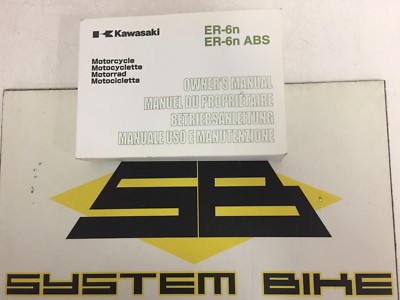 Kawasaki
ER-6n
ER-6n ABS
Motorcycle
Motocyclette
Motorrad
Motocicletta
OWNER'S MANUAL
MANUEL DU PROPRIÉTAIRE
BETRIEBSANLEITUNG
MANUALE USO E MANUTENZIONE
SB
SYSTEM BIKE